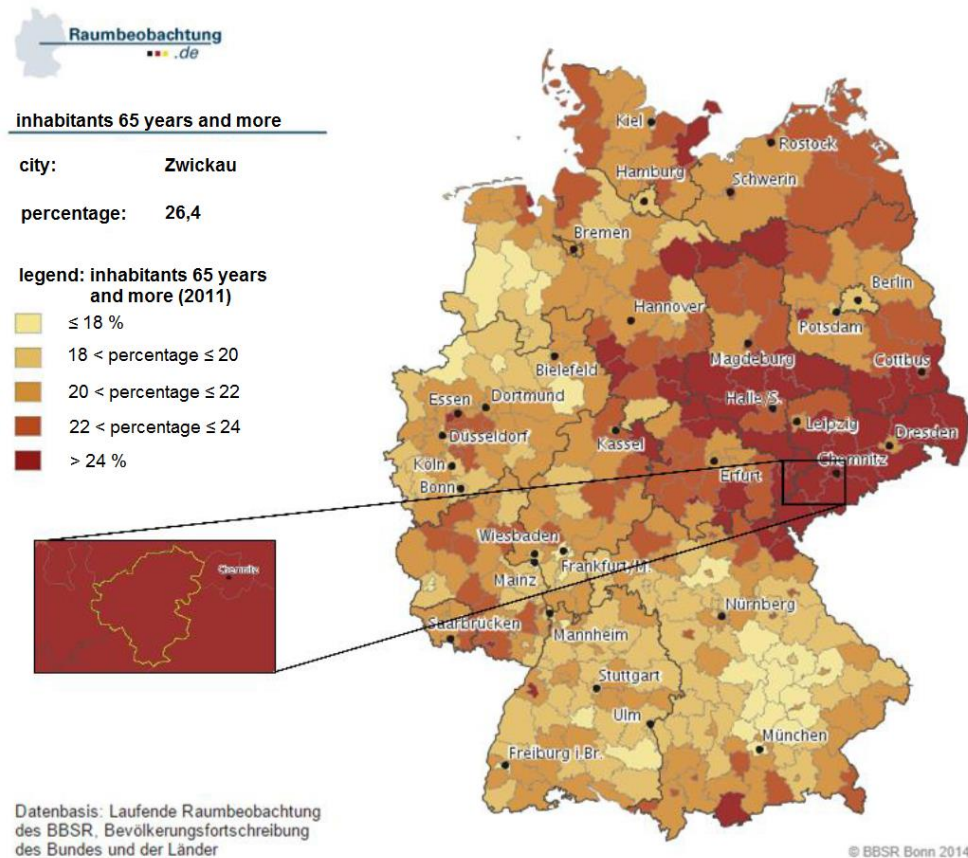 Raumbeobachtung
.de
inhabitants 65 years and more
city: Zwickau
percentage: 26,4
legend: inhabitants 65 years
and more (2011)
≤ 18 %
18 < percentage ≤ 20
20 < percentage ≤ 22
22 < percentage ≤ 24
> 24 %
Kiel
Rostock
Hamburg
Schwerin
Bremen
Berlin
Hannover
Potsdam
Magdeburg
Bielefeld
Cottbus
Essen
Dortmund
Halle/S.
Leipzig
Düsseldorf
Kassel
Dresden
Köln
Erfurt
Chemnitz
Bonn
Wiesbaden
Frankfurt/M.
Mainz
Chemnitz
Nürnberg
Saarbrücken
Mannheim
Stuttgart
Ulm
München
Freiburg i.Br.
Datenbasis: Laufende Raumbeobachtung
des BBSR, Bevölkerungsfortschreibung
des Bundes und der Länder
© BBSR Bonn 2014